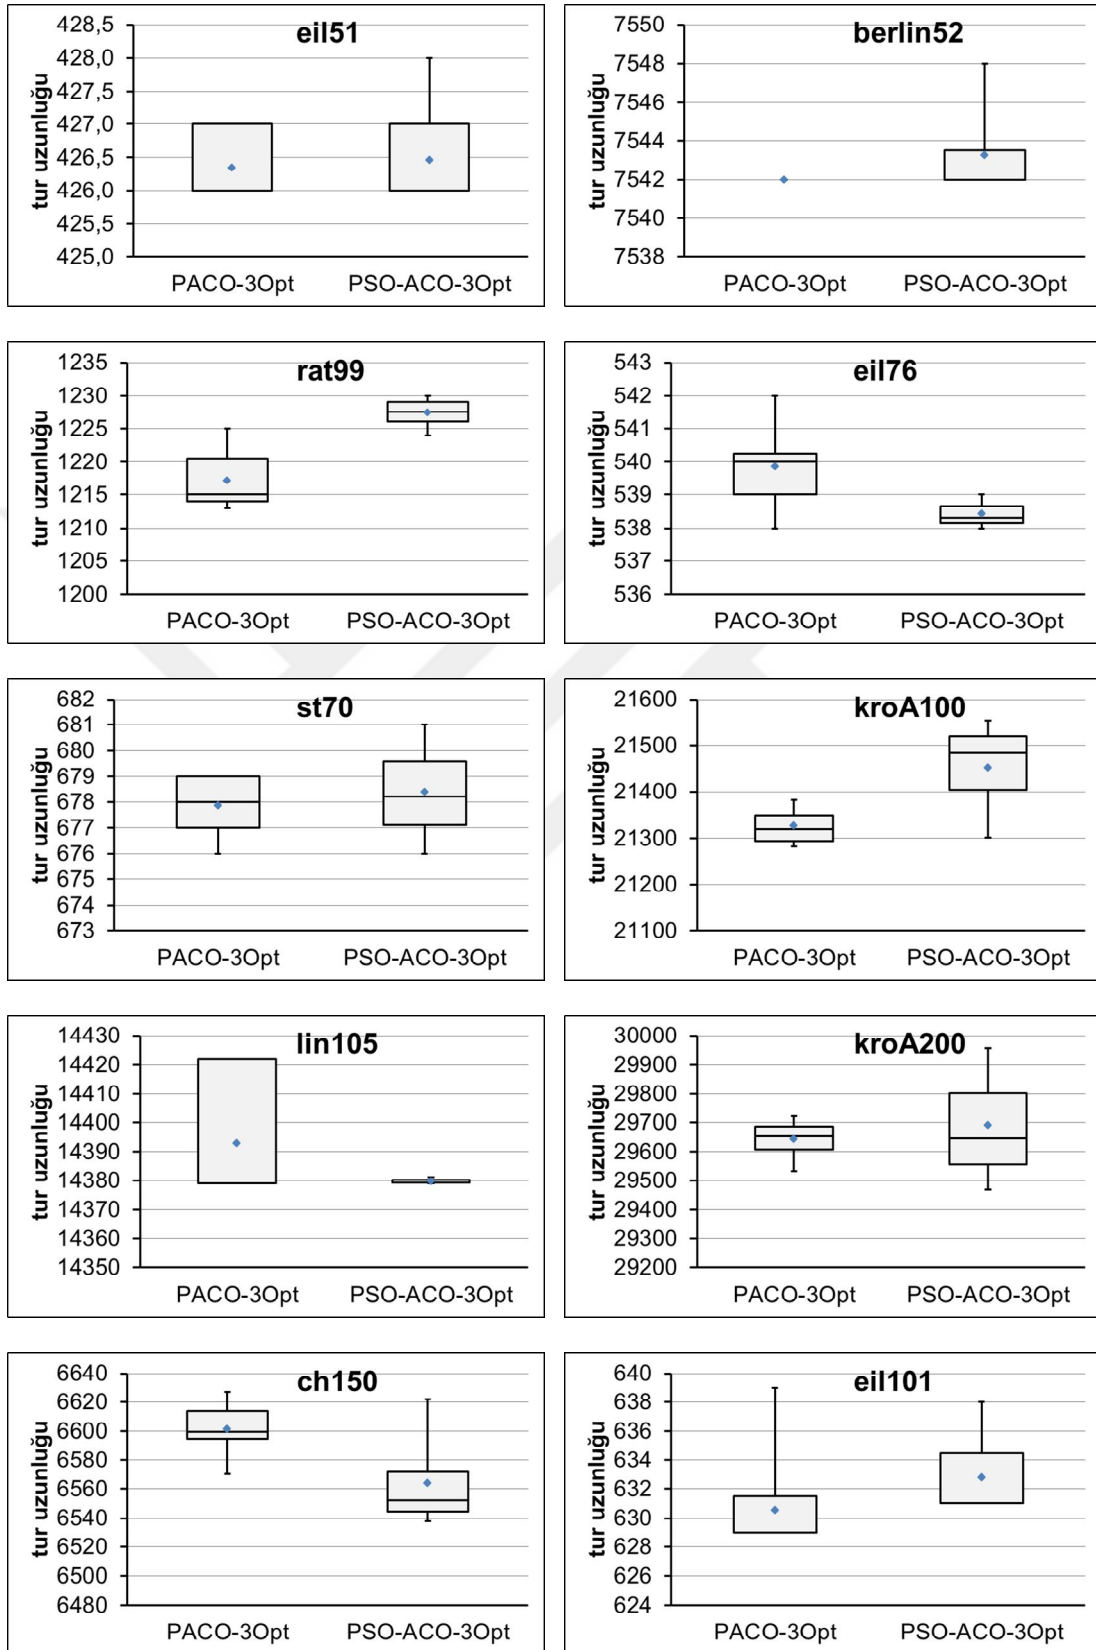 eil51
tur uzunluğu
428,5
428,0
427,5
427,0
426,5
426,0
425,5
425,0
PACO-3Opt PSO-ACO-3Opt
berlin52
tur uzunluğu
7550
7548
7546
7544
7542
7540
7538
PACO-3Opt PSO-ACO-3Opt
rat99
tur uzunluğu
1235
1230
1225
1220
1215
1210
1205
1200
PACO-3Opt PSO-ACO-3Opt
eil76
tur uzunluğu
543
542
541
540
539
538
537
536
PACO-3Opt PSO-ACO-3Opt
st70
tur uzunluğu
682
681
680
679
678
677
676
675
674
673
PACO-3Opt PSO-ACO-3Opt
kroA100
tur uzunluğu
21600
21500
21400
21300
21200
21100
PACO-3Opt PSO-ACO-3Opt
lin105
tur uzunluğu
14430
14420
14410
14400
14390
14380
14370
14360
14350
PACO-3Opt PSO-ACO-3Opt
kroA200
tur uzunluğu
30000
29900
29800
29700
29600
29500
29400
29300
29200
PACO-3Opt PSO-ACO-3Opt
ch150
tur uzunluğu
6640
6620
6600
6580
6560
6540
6520
6500
6480
PACO-3Opt PSO-ACO-3Opt
eil101
tur uzunluğu
640
638
636
634
632
630
628
626
624
PACO-3Opt PSO-ACO-3Opt